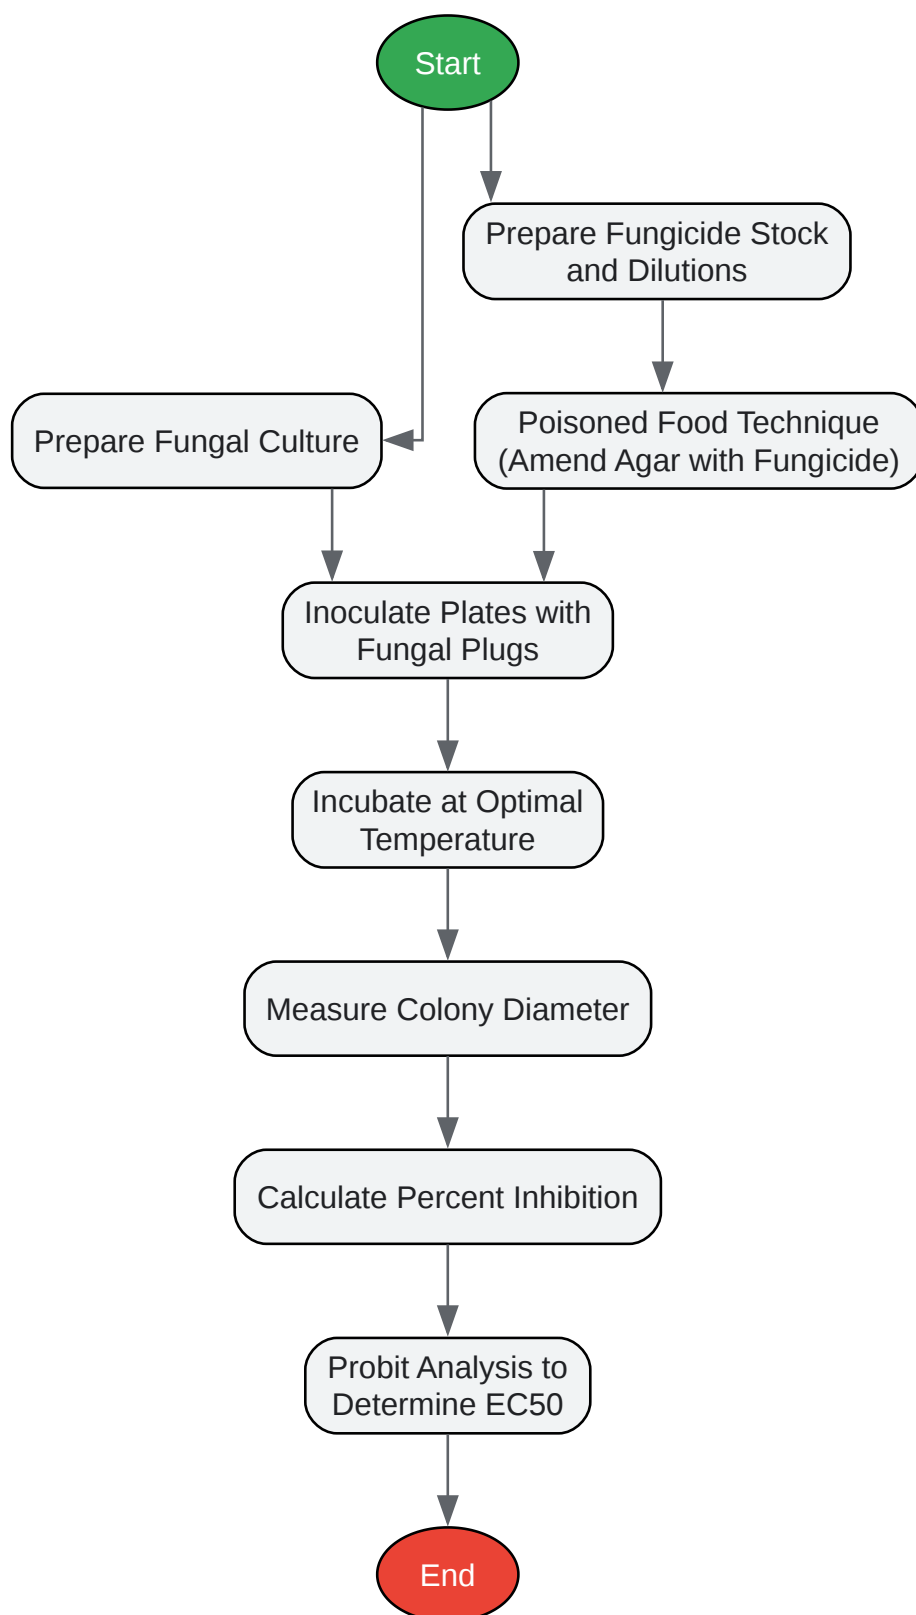 Start
Prepare Fungicide Stock
and Dilutions
Prepare Fungal Culture
Poisoned Food Technique
(Amend Agar with Fungicide)
Inoculate Plates with
Fungal Plugs
Incubate at Optimal
Temperature
Measure Colony Diameter
Calculate Percent Inhibition
Probit Analysis to
Determine EC50
End